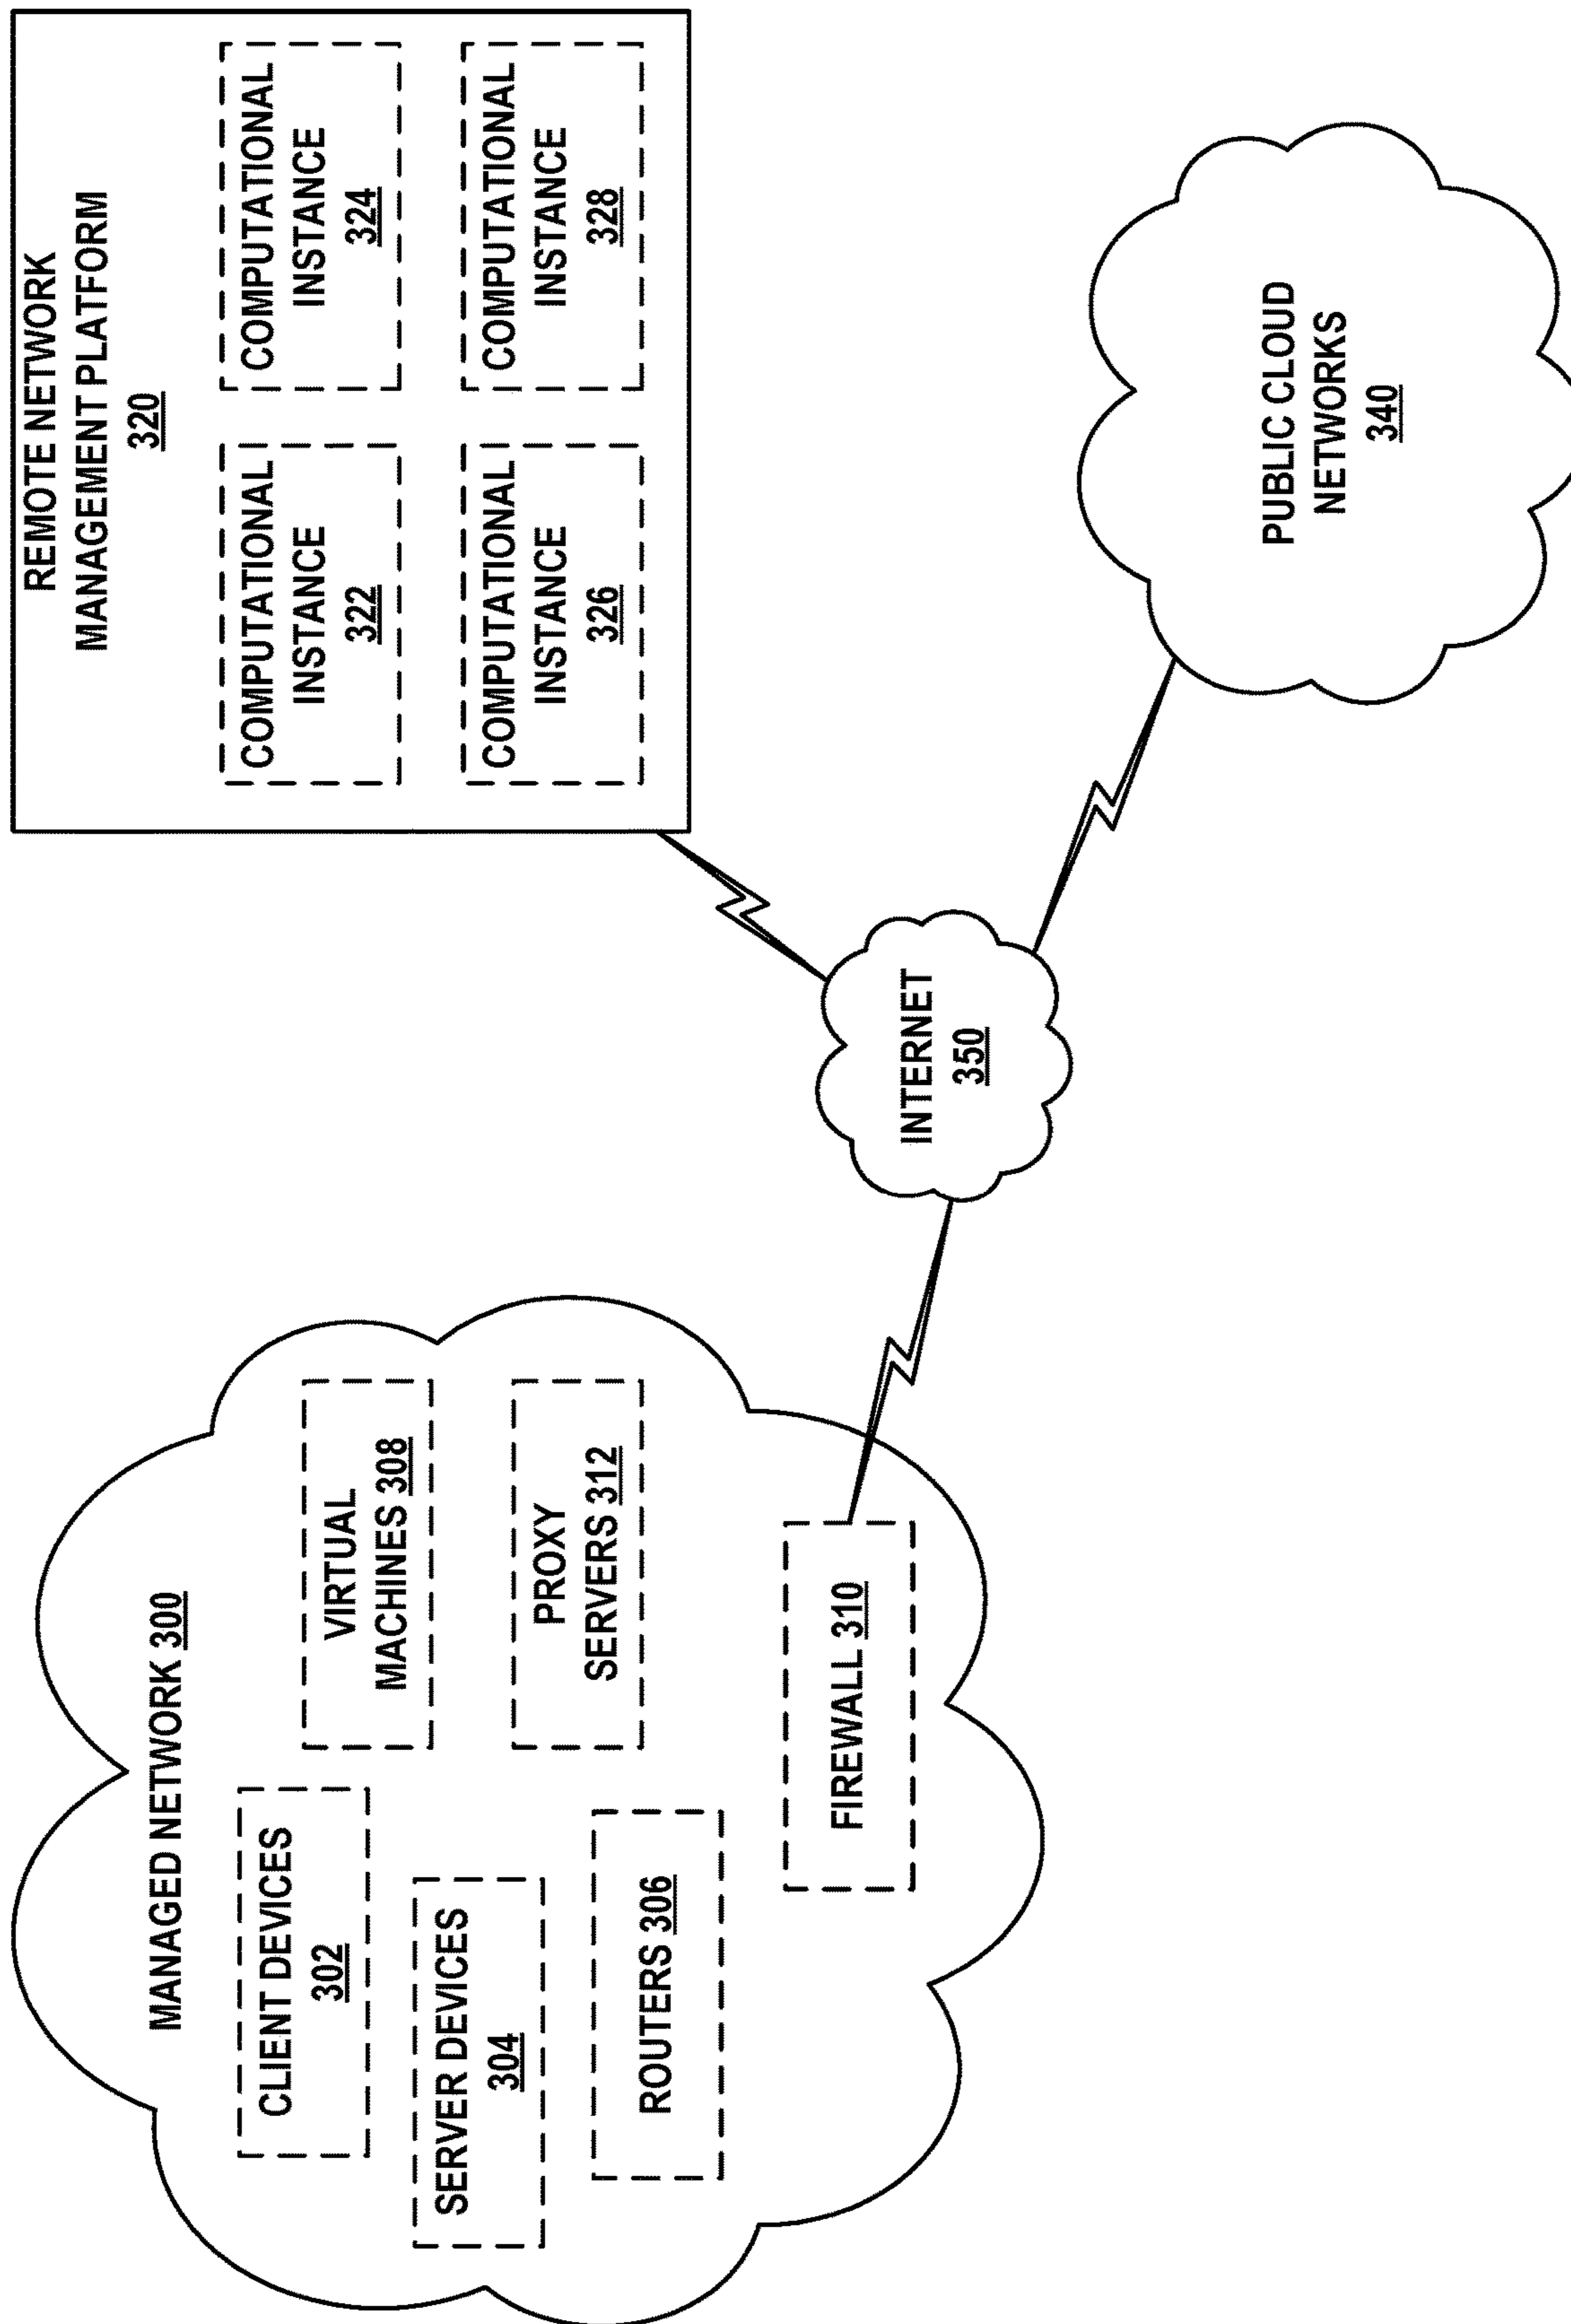 MANAGED NETWORK 300
CLIENT DEVICES
302
SERVER DEVICES
304
ROUTERS 306
VIRTUAL
MACHINES 308
PROXY
SERVERS 312
FIREWALL 310
INTERNET
350
REMOTE NETWORK
MANAGEMENT PLATFORM
320
COMPUTATIONAL
INSTANCE
322
COMPUTATIONAL
INSTANCE
324
COMPUTATIONAL
INSTANCE
326
COMPUTATIONAL
INSTANCE
328
PUBLIC CLOUD
NETWORKS
340